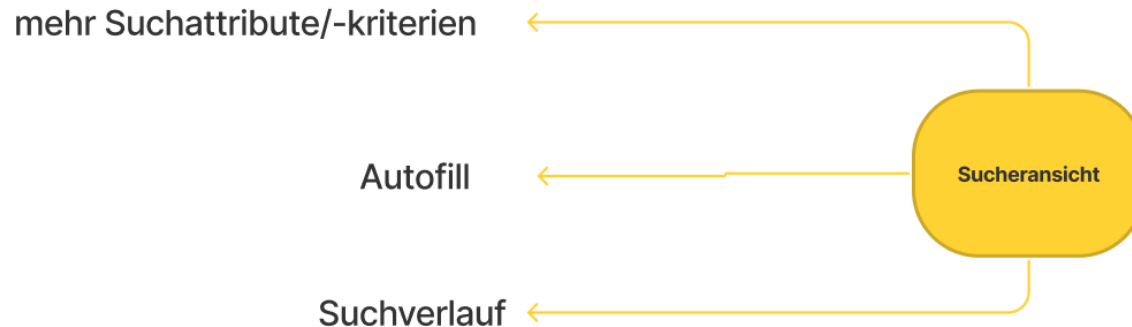 mehr Suchattribute/-kriterien
Autofill
Sucheransicht
Suchverlauf